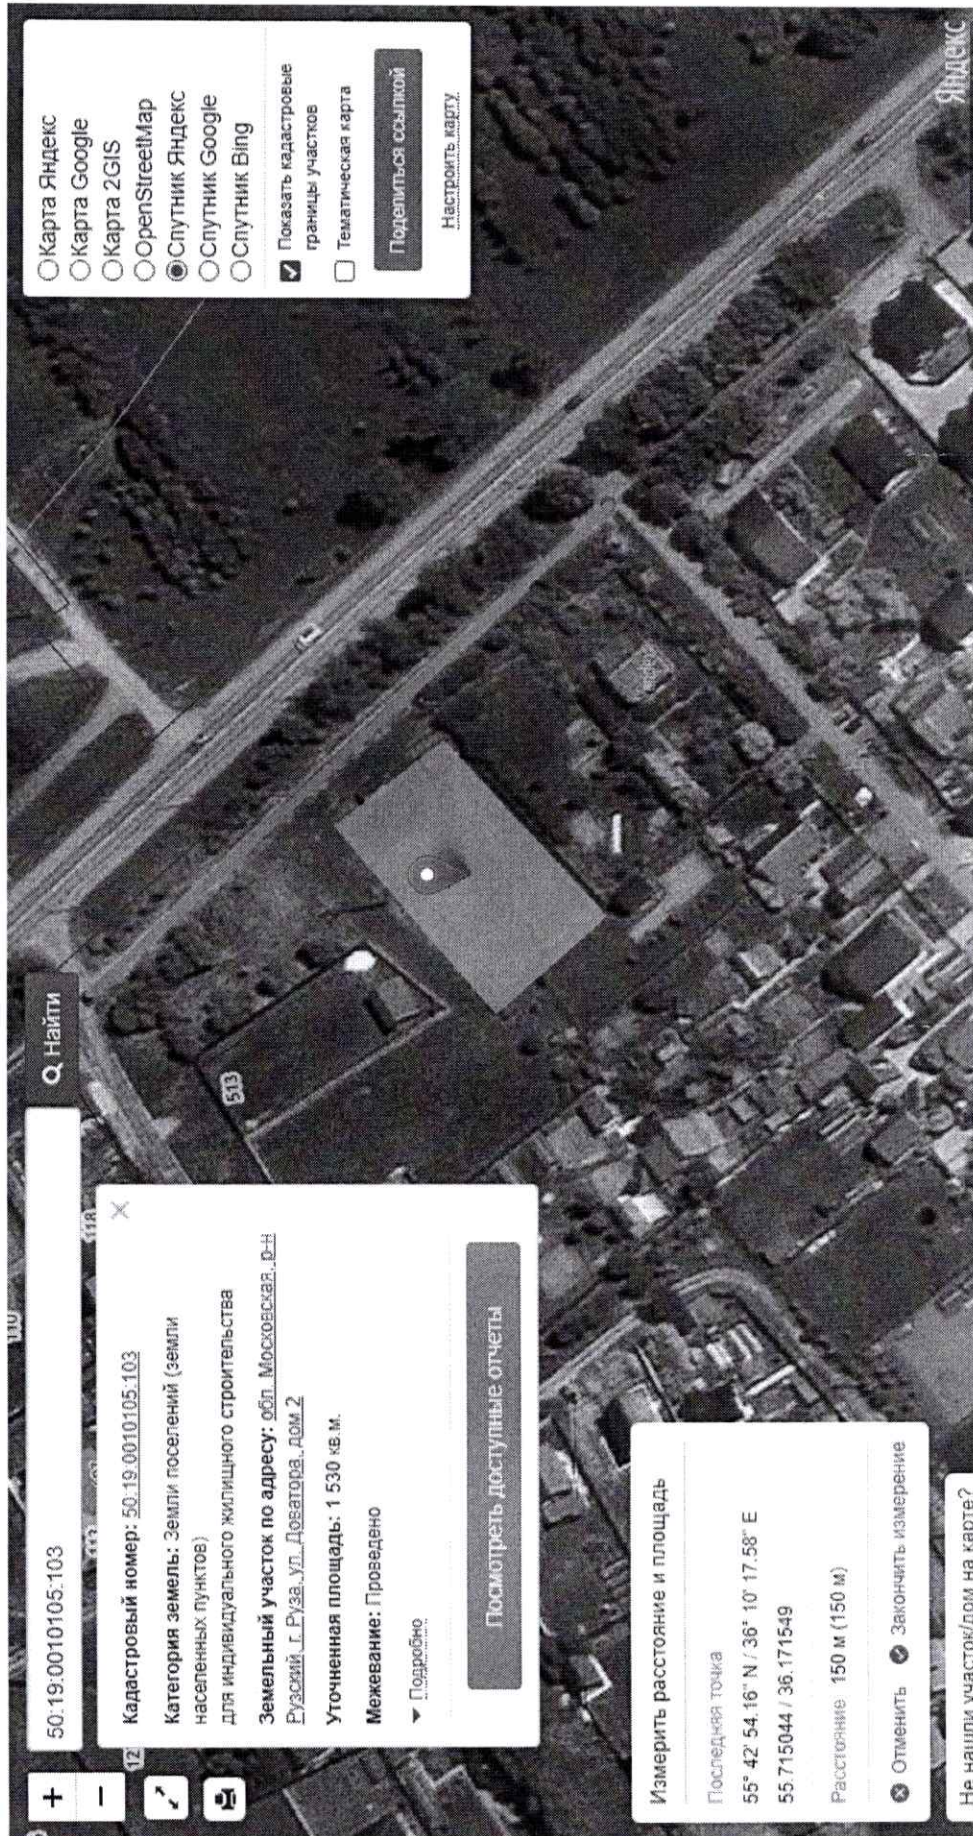 50:19:0010105:103
Найти
+
−
110
118
513
Кадастровый номер: 50:19:0010105:103
Категория земель: Земли поселений (земли
населенных пунктов)
для индивидуального жилищного строительства
Земельный участок по адресу: обл. Московская, р-н
Рузский, г. Руза, ул. Доватора, дом 2
Уточненная площадь: 1 530 кв.м.
Межевание: Проведено
Подробно
Посмотреть доступные отчеты
Измерить расстояние и площадь
Последняя точка
55° 42' 54.16" N / 36° 10' 17.58" E
55.715044 / 36.171549
Расстояние 150 м (150 м)
Отменить Закончить измерение
Не нашли участок/дом на карте?
Карта Яндекс
Карта Google
Карта 2GIS
OpenStreetMap
Спутник Яндекс
Спутник Google
Спутник Bing
Показать кадастровые
границы участков
Тематическая карта
Поделиться ссылкой
Настроить карту
Яндекс